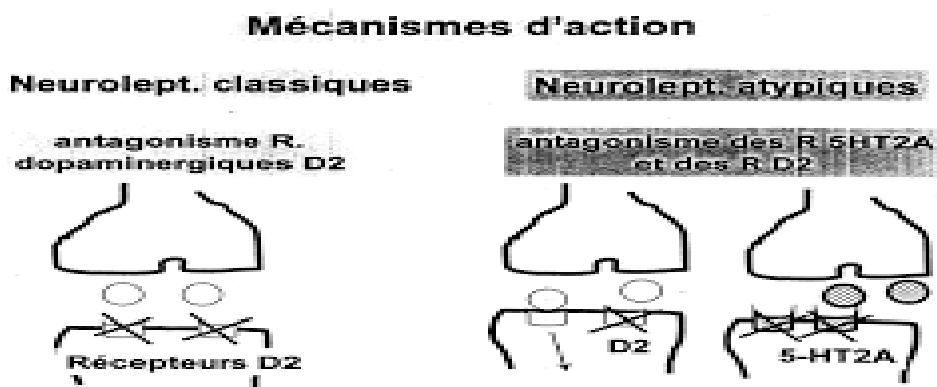 Mécanismes d'action
Neurolept. classiques
Neurolept. atypiques
antagonisme R.
dopaminergiques D2
antagonisme des R 5HT2A
et des R D2
Récepteurs D2
D2
5-HT2A